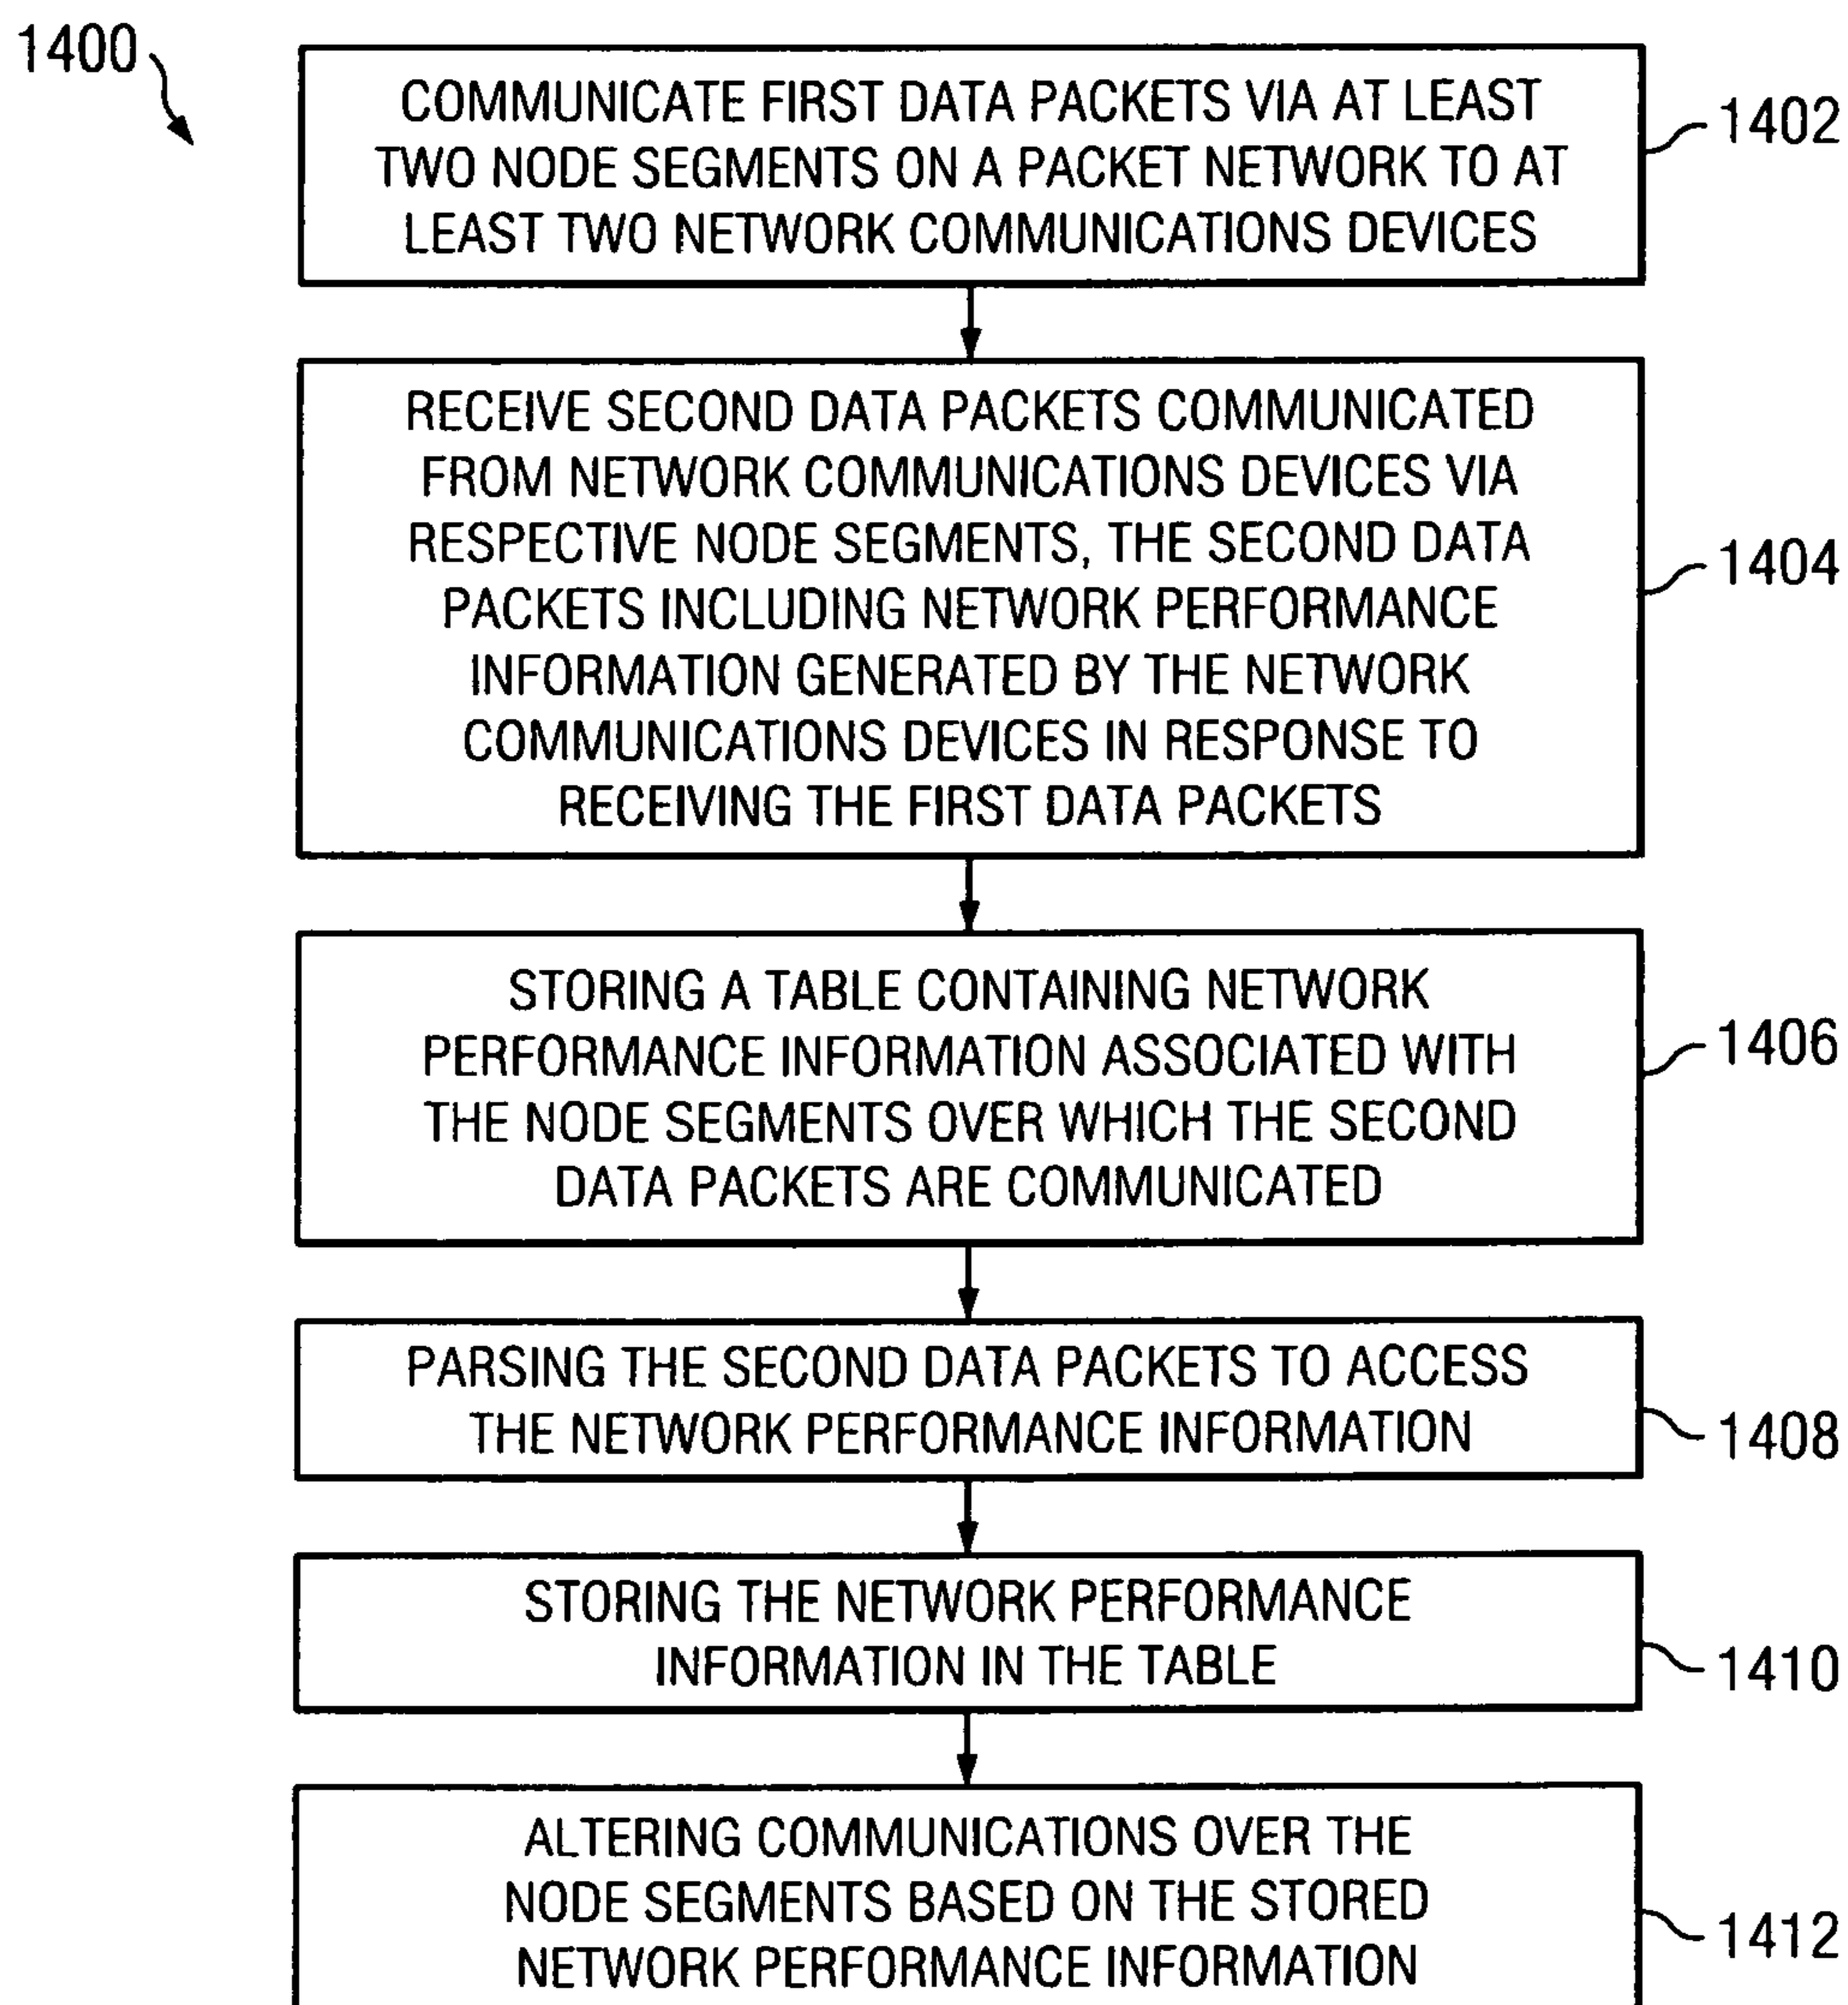 1400
COMMUNICATE FIRST DATA PACKETS VIA AT LEAST
TWO NODE SEGMENTS ON A PACKET NETWORK TO AT
LEAST TWO NETWORK COMMUNICATIONS DEVICES
1402
RECEIVE SECOND DATA PACKETS COMMUNICATED
FROM NETWORK COMMUNICATIONS DEVICES VIA
RESPECTIVE NODE SEGMENTS, THE SECOND DATA
PACKETS INCLUDING NETWORK PERFORMANCE
INFORMATION GENERATED BY THE NETWORK
COMMUNICATIONS DEVICES IN RESPONSE TO
RECEIVING THE FIRST DATA PACKETS
1404
STORING A TABLE CONTAINING NETWORK
PERFORMANCE INFORMATION ASSOCIATED WITH
THE NODE SEGMENTS OVER WHICH THE SECOND
DATA PACKETS ARE COMMUNICATED
1406
PARSING THE SECOND DATA PACKETS TO ACCESS
THE NETWORK PERFORMANCE INFORMATION
1408
STORING THE NETWORK PERFORMANCE
INFORMATION IN THE TABLE
1410
ALTERING COMMUNICATIONS OVER THE
NODE SEGMENTS BASED ON THE STORED
NETWORK PERFORMANCE INFORMATION
1412